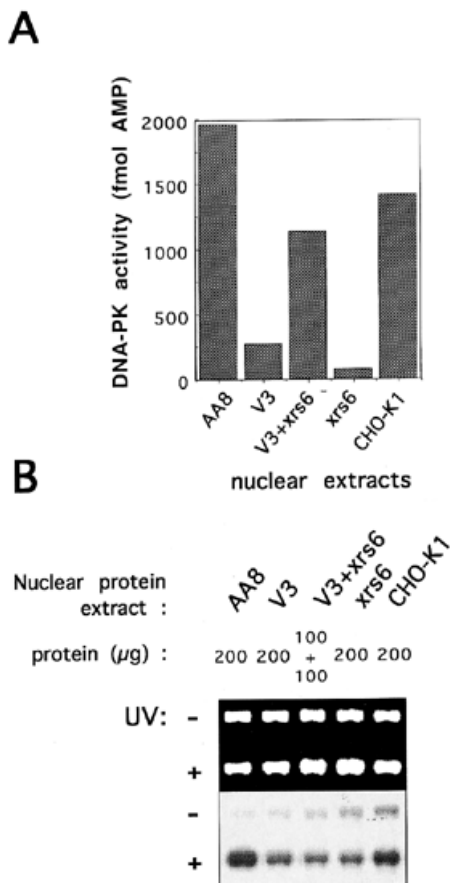 A
DNA-PK activity (fmol AMP)
2000
1500
1000
500
0
AA8
V3
V3+xrs6
xrs6
CHO-K1
nuclear extracts
B
Nuclear protein
extract :
AA8
V3
V3+xrs6
xrs6
CHO-K1
protein (µg) :
200 200 100 + 100 200 200
UV: -
+
-
+